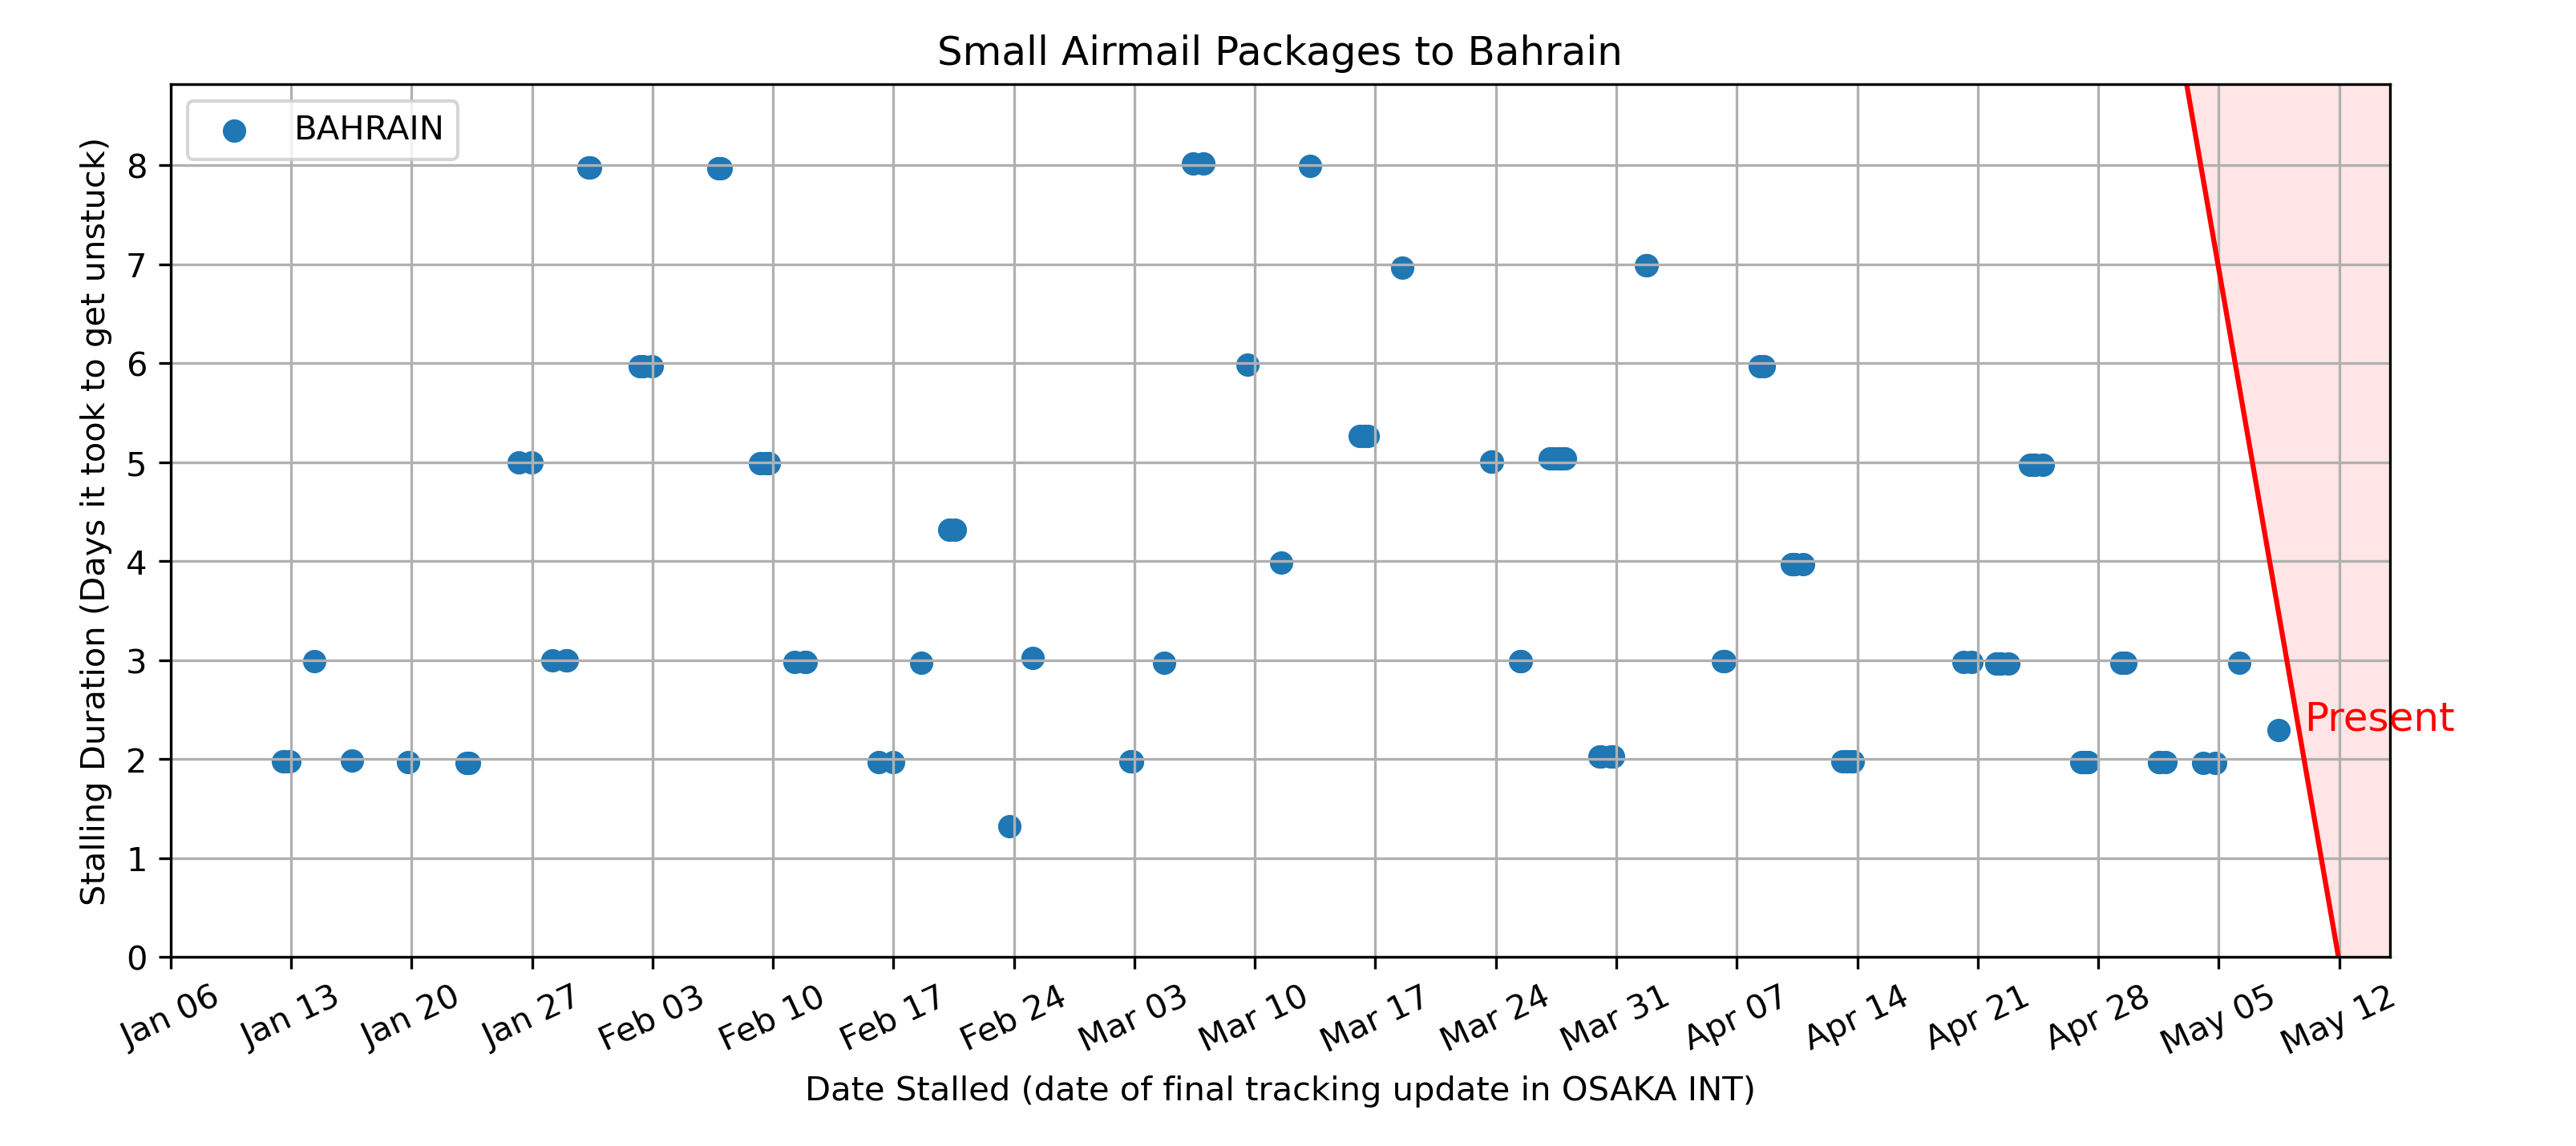 Small Airmail Packages to Bahrain
BAHRAIN
Stalling Duration (Days it took to get unstuck)
8
7
6
5
4
3
2
1
0
Present
Jan 06
Jan 13
Jan 20
Jan 27
Feb 03
Feb 10
Feb 17
Feb 24
Mar 03
Mar 10
Mar 17
Mar 24
Mar 31
Apr 07
Apr 14
Apr 21
Apr 28
May 05
May 12
Date Stalled (date of final tracking update in OSAKA INT)